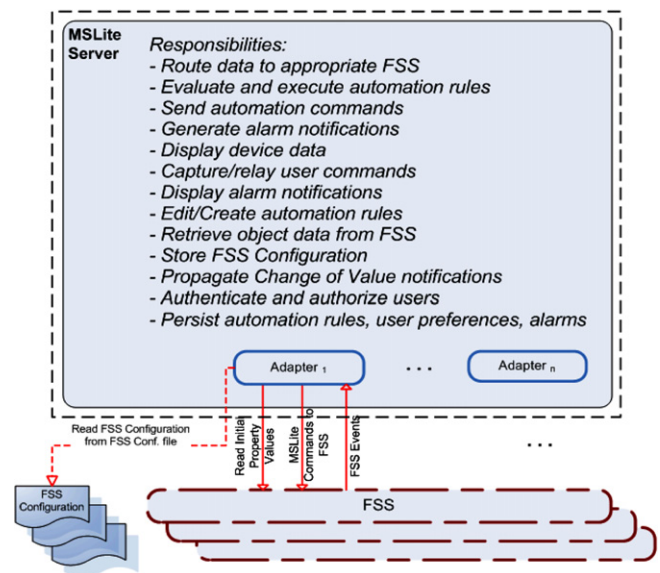 MSLite
Server
Responsibilities:
- Route data to appropriate FSS
- Evaluate and execute automation rules
- Send automation commands
- Generate alarm notifications
- Display device data
- Capture/relay user commands
- Display alarm notifications
- Edit/Create automation rules
- Retrieve object data from FSS
- Store FSS Configuration
- Propagate Change of Value notifications
- Authenticate and authorize users
- Persist automation rules, user preferences, alarms
Adapter 1
. . .
Adapter n
Read FSS Configuration
from FSS Conf. file
Read Initial
Property
Values
MSLite
Commands to
FSS
FSS Events
. . .
FSS
Configuration
FSS